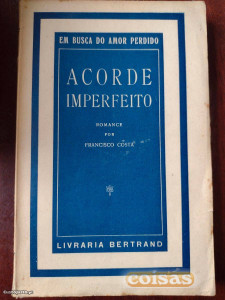 EM BUSCA DO AMOR PERDIDO
ACORDE
IMPERFEITO
ROMANCE
POR
FRANCISCO COSTA
LIVRARIA BERTRAND
coisas